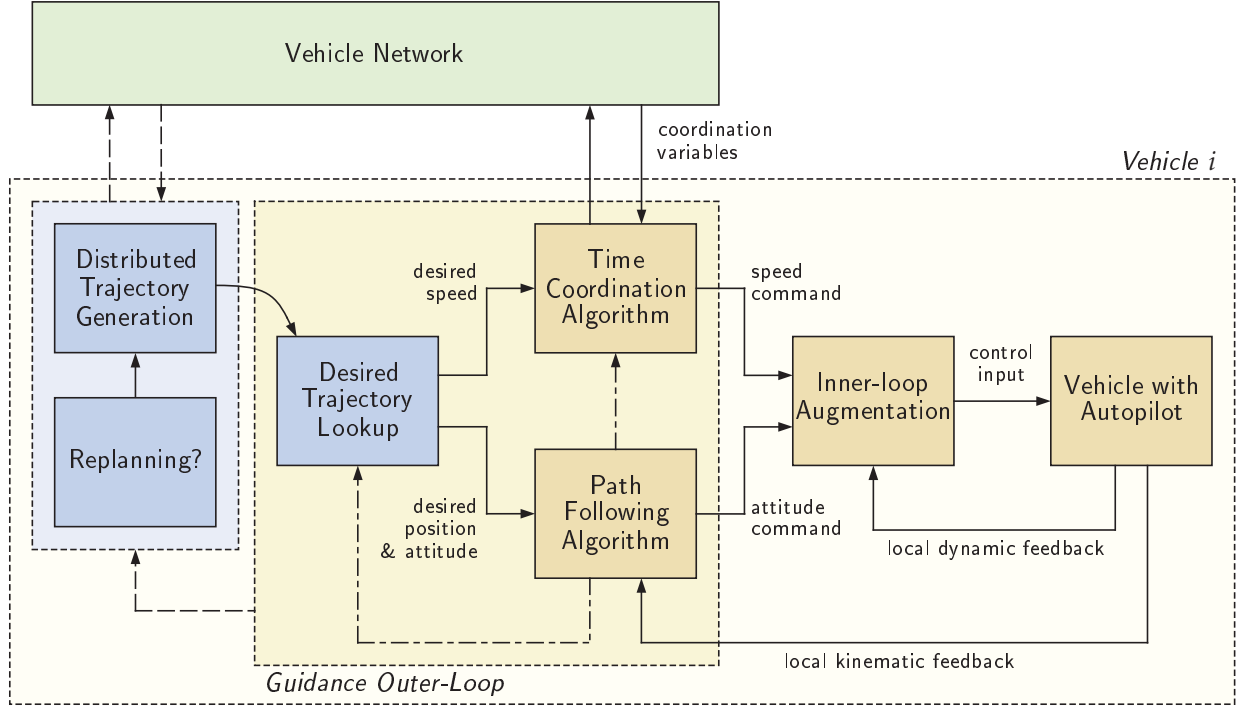 Vehicle Network
coordination
variables
Vehicle i
Distributed
Trajectory
Generation
Replanning?
desired
speed
Time
Coordination
Algorithm
speed
command
Desired
Trajectory
Lookup
Inner-loop
Augmentation
control
input
Vehicle with
Autopilot
desired
position
& attitude
Path
Following
Algorithm
attitude
command
local dynamic feedback
local kinematic feedback
Guidance Outer-Loop